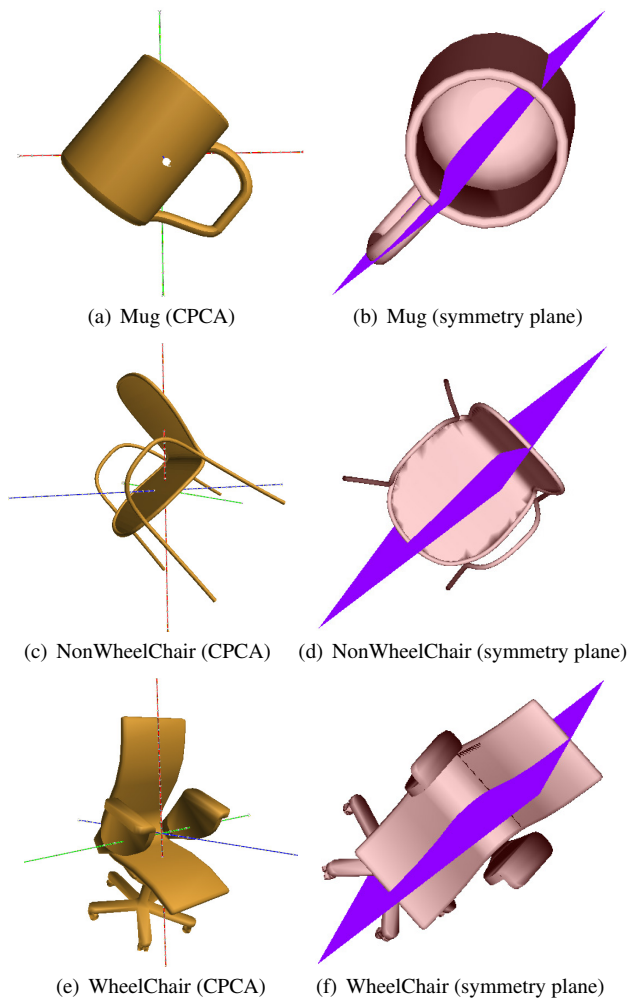 (a) Mug (CPCA)
(b) Mug (symmetry plane)
(c) NonWheelChair (CPCA)
(d) NonWheelChair (symmetry plane)
(e) WheelChair (CPCA)
(f) WheelChair (symmetry plane)